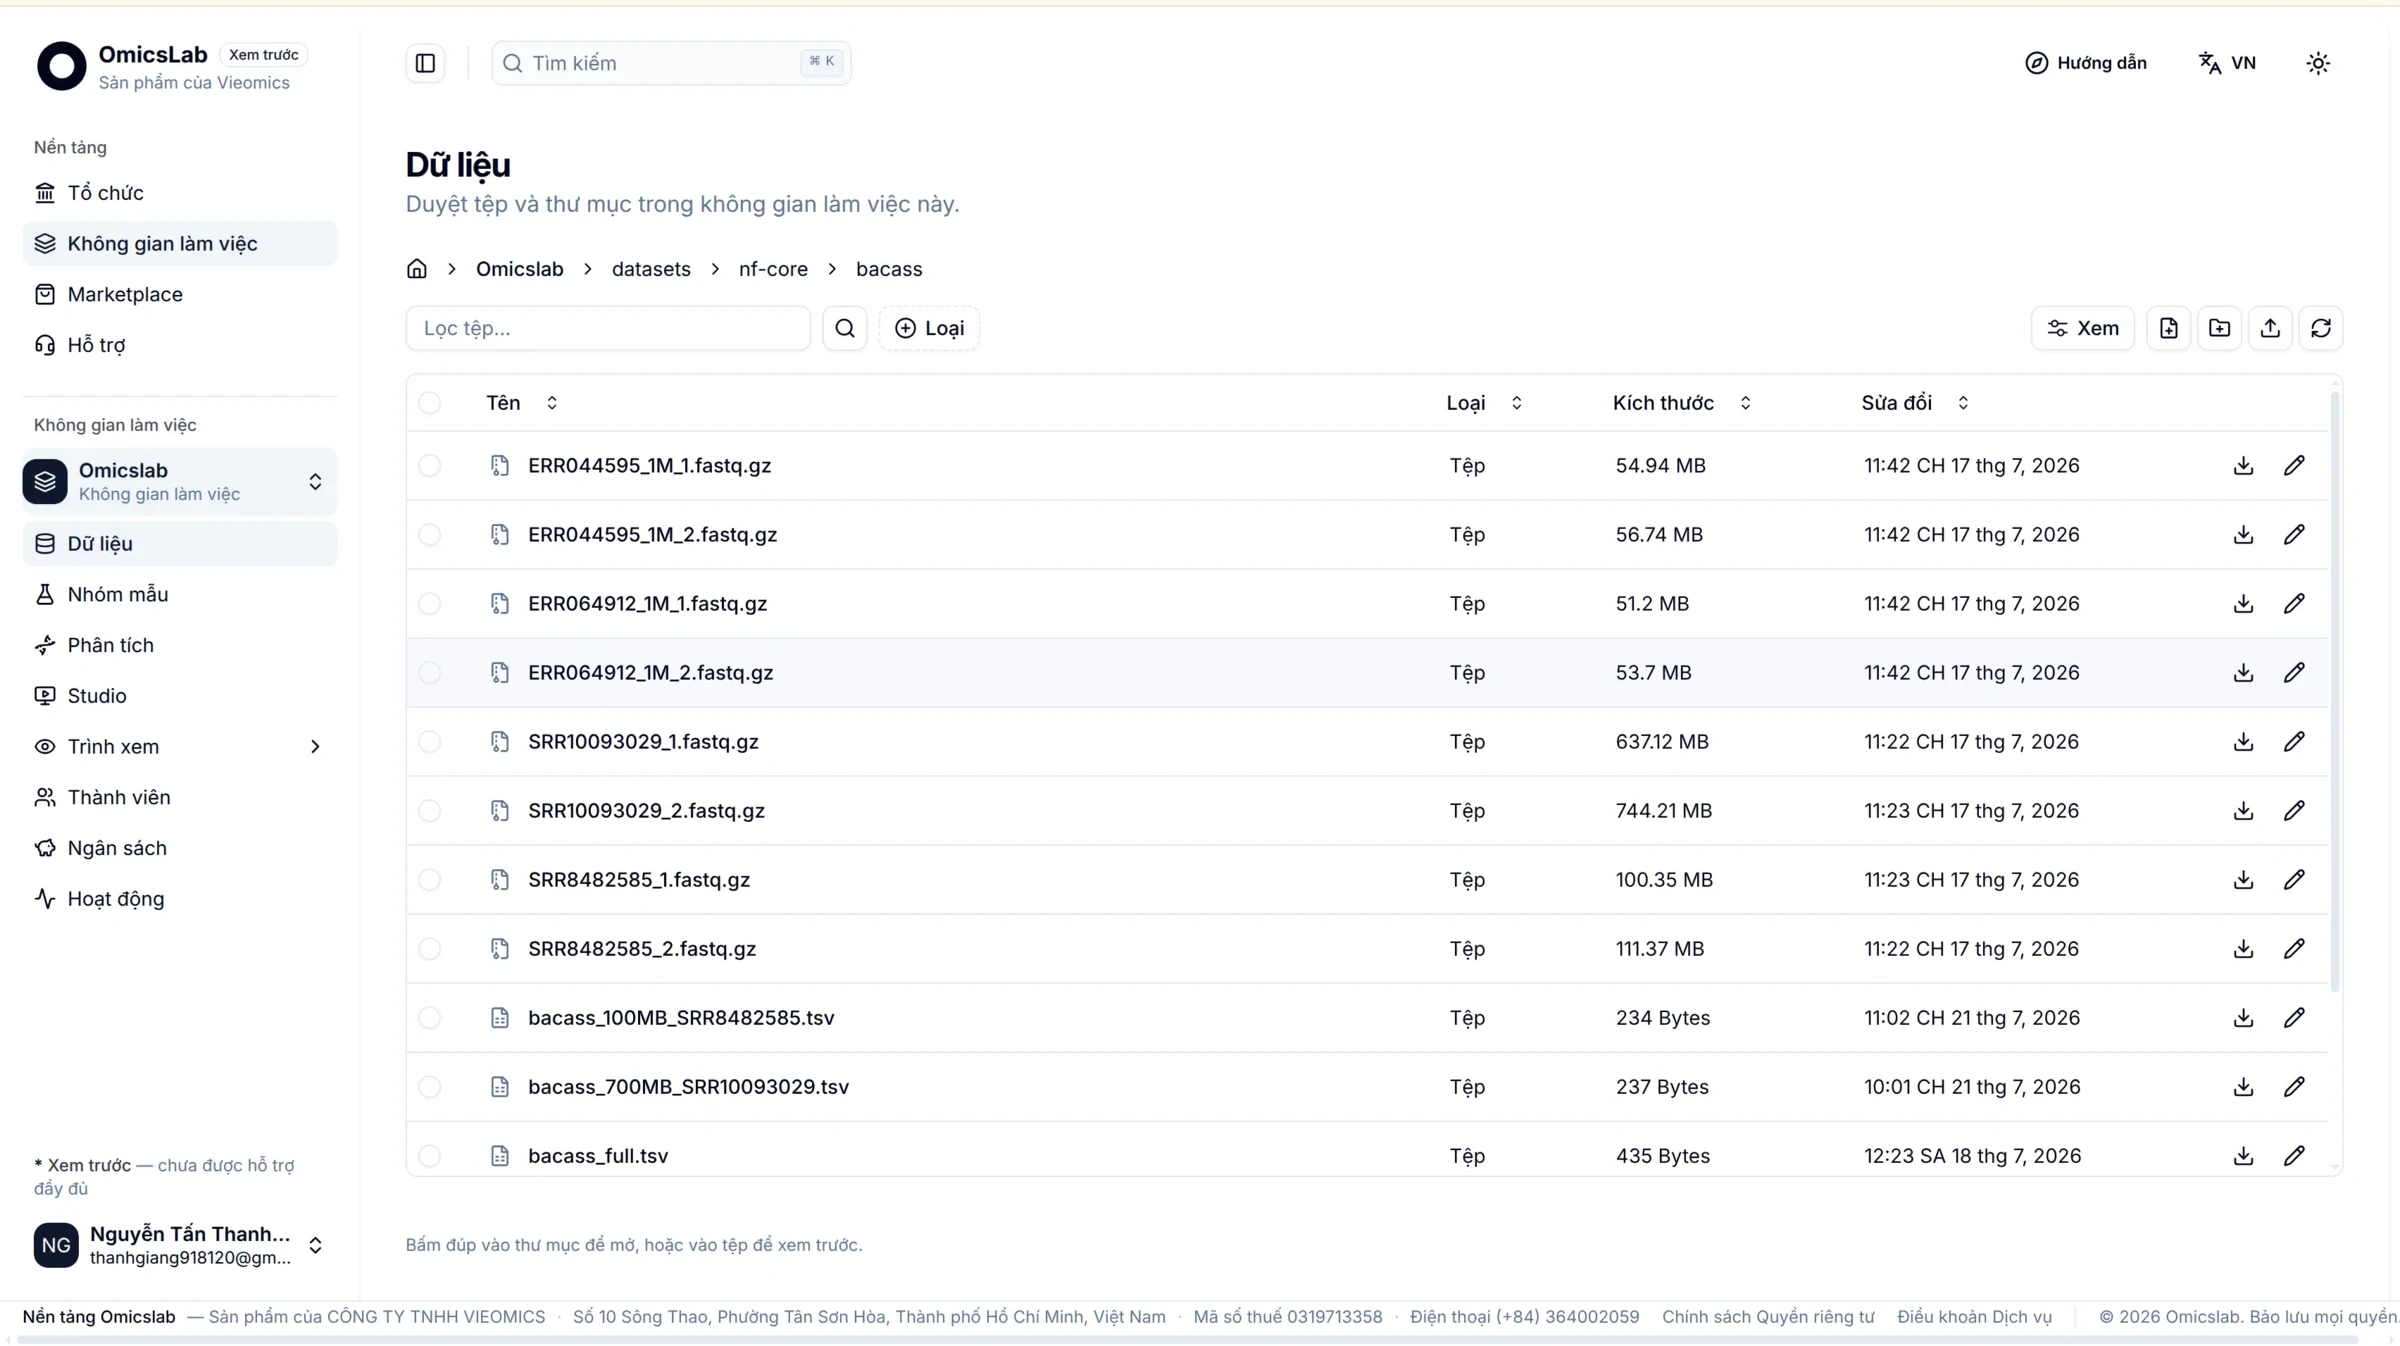 OmicsLab Xem trước
Sản phẩm của Vieomics
Nền tảng
Tổ chức
Không gian làm việc
Marketplace
Hỗ trợ
Không gian làm việc
Omicslab
Không gian làm việc
Dữ liệu
Nhóm mẫu
Phân tích
Studio
Trình xem
Thành viên
Ngân sách
Hoạt động
* Xem trước — chưa được hỗ trợ
đầy đủ
NG
Nguyễn Tấn Thanh...
thanhgiang918120@gm...
Tìm kiếm ⌘ K
Hướng dẫn VN
Dữ liệu
Duyệt tệp và thư mục trong không gian làm việc này.
Omicslab datasets nf-core bacass
Lọc tệp... Loại Xem
Tên Loại Kích thước Sửa đổi
ERR044595_1M_1.fastq.gz Tệp 54.94 MB 11:42 CH 17 thg 7, 2026
ERR044595_1M_2.fastq.gz Tệp 56.74 MB 11:42 CH 17 thg 7, 2026
ERR064912_1M_1.fastq.gz Tệp 51.2 MB 11:42 CH 17 thg 7, 2026
ERR064912_1M_2.fastq.gz Tệp 53.7 MB 11:42 CH 17 thg 7, 2026
SRR10093029_1.fastq.gz Tệp 637.12 MB 11:22 CH 17 thg 7, 2026
SRR10093029_2.fastq.gz Tệp 744.21 MB 11:23 CH 17 thg 7, 2026
SRR8482585_1.fastq.gz Tệp 100.35 MB 11:23 CH 17 thg 7, 2026
SRR8482585_2.fastq.gz Tệp 111.37 MB 11:22 CH 17 thg 7, 2026
bacass_100MB_SRR8482585.tsv Tệp 234 Bytes 11:02 CH 21 thg 7, 2026
bacass_700MB_SRR10093029.tsv Tệp 237 Bytes 10:01 CH 21 thg 7, 2026
bacass_full.tsv Tệp 435 Bytes 12:23 SA 18 thg 7, 2026
Bấm đúp vào thư mục để mở, hoặc vào tệp để xem trước.
Nền tảng Omicslab — Sản phẩm của CÔNG TY TNHH VIEOMICS · Số 10 Sông Thao, Phường Tân Sơn Hòa, Thành phố Hồ Chí Minh, Việt Nam · Mã số thuế 0319713358 · Điện thoại (+84) 364002059 Chính sách Quyền riêng tư Điều khoản Dịch vụ © 2026 Omicslab. Bảo lưu mọi quyền.